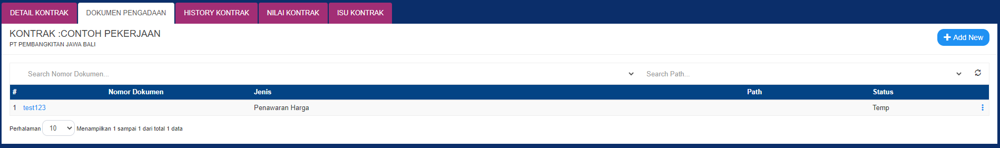 DETAIL KONTRAK DOKUMEN PENGADAAN HISTORY KONTRAK NILAI KONTRAK ISU KONTRAK
KONTRAK :CONTOH PEKERJAAN
PT PEMBANGKITAN JAWA BALI
Add New
Search Nomor Dokumen... Search Path...
# Nomor Dokumen Jenis Path Status
1 test123 Penawaran Harga Temp
Perhalaman 10 Menampilkan 1 sampai 1 dari total 1 data